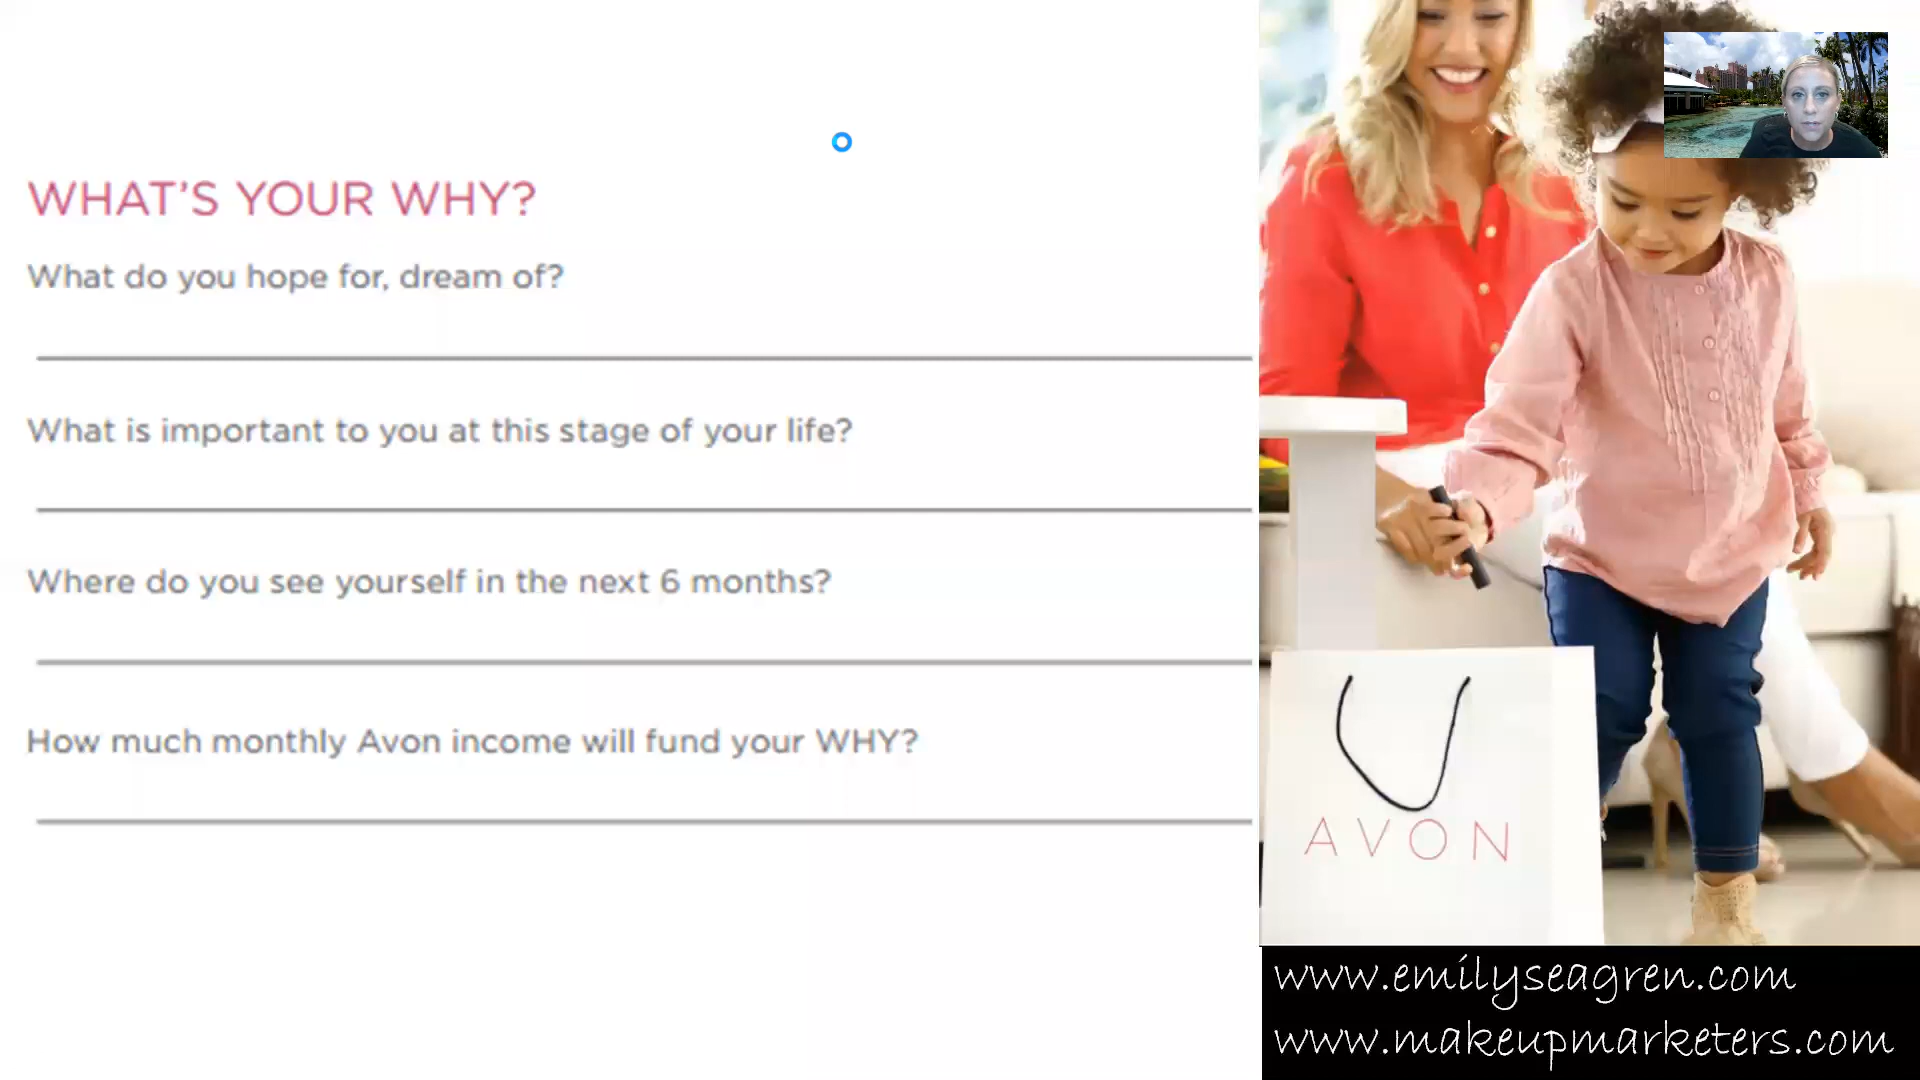 WHAT'S YOUR WHY?
What do you hope for, dream of?
What is important to you at this stage of your life?
Where do you see yourself in the next 6 months?
How much monthly Avon income will fund your WHY?
AVON
www.emilyseagren.com
www.makeupmarketers.com